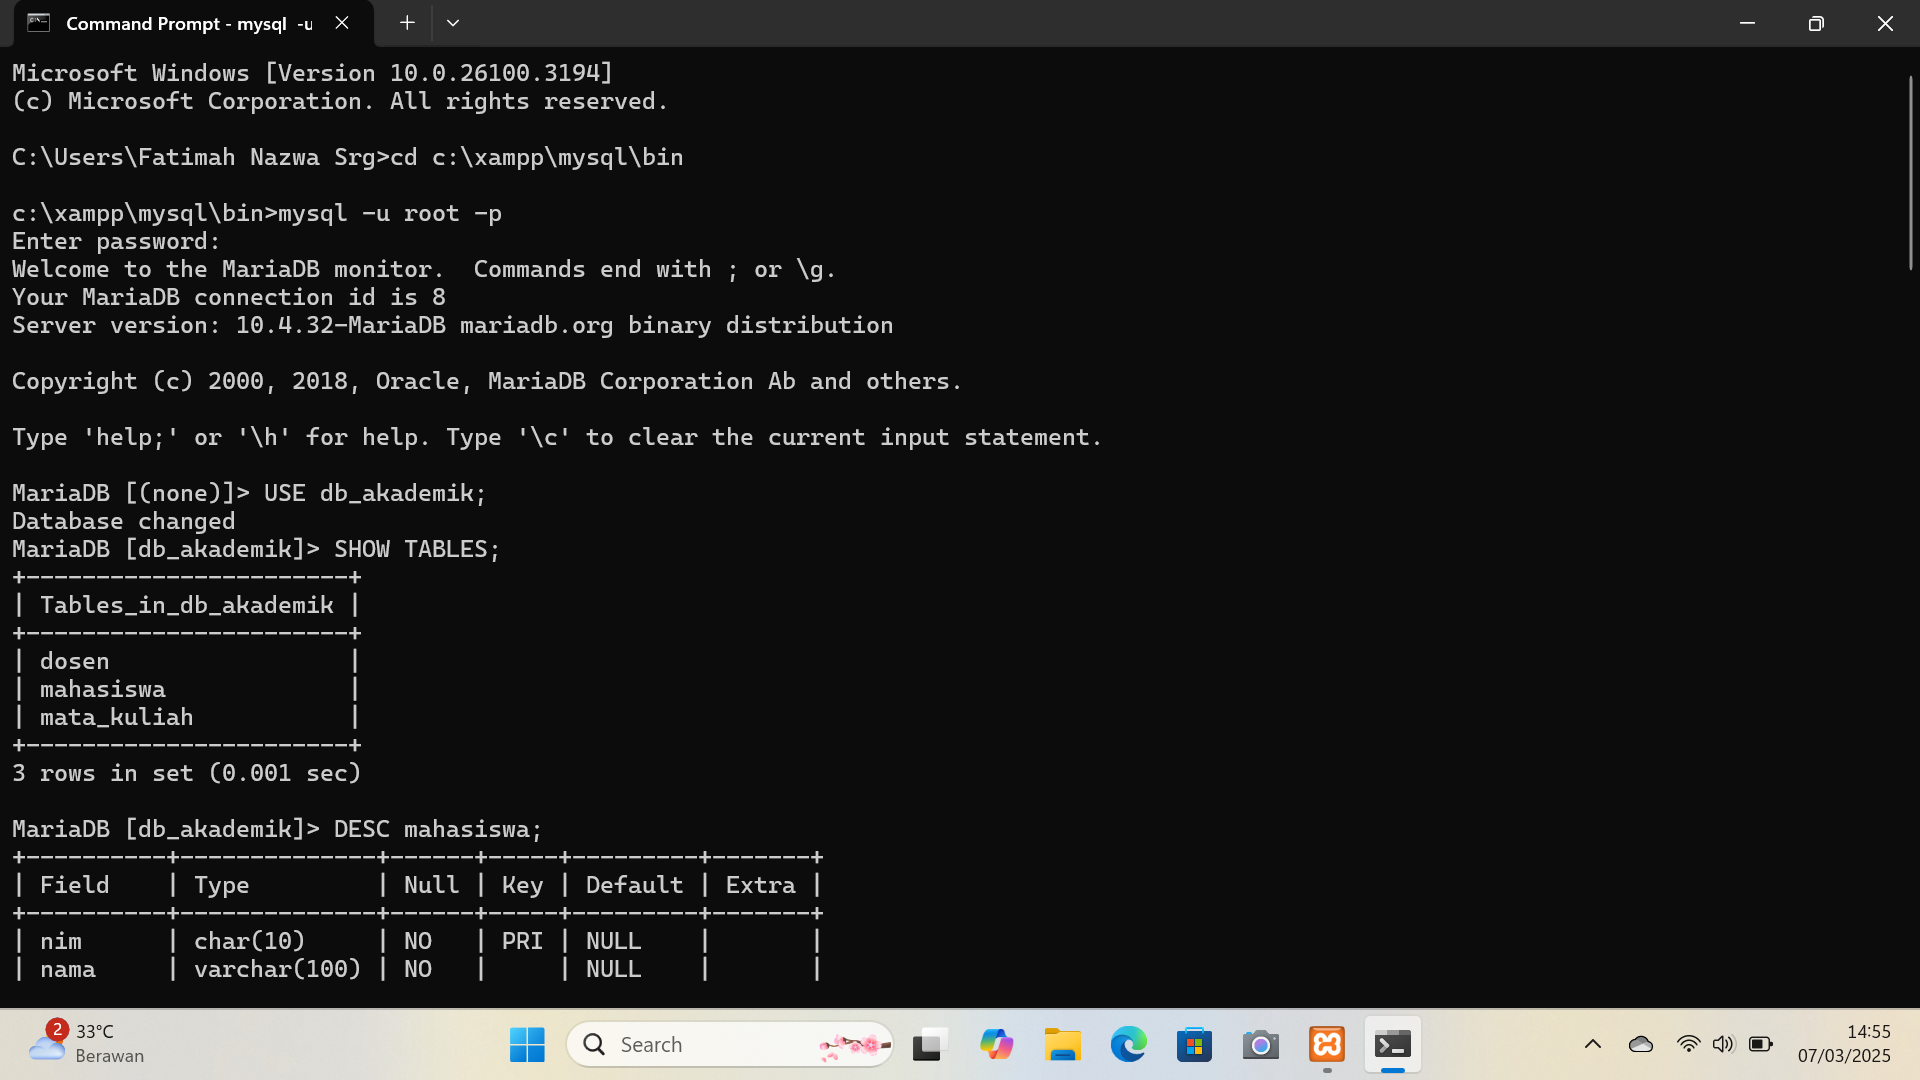 Command Prompt - mysql -u
Microsoft Windows [Version 10.0.26100.3194]
(c) Microsoft Corporation. All rights reserved.
C:\Users\Fatimah Nazwa Srg>cd c:\xampp\mysql\bin
c:\xampp\mysql\bin>mysql -u root -p
Enter password:
Welcome to the MariaDB monitor.  Commands end with ; or \g.
Your MariaDB connection id is 8
Server version: 10.4.32-MariaDB mariadb.org binary distribution
Copyright (c) 2000, 2018, Oracle, MariaDB Corporation Ab and others.
Type 'help;' or '\h' for help. Type '\c' to clear the current input statement.
MariaDB [(none)]> USE db_akademik;
Database changed
MariaDB [db_akademik]> SHOW TABLES;
+-----------------------+
| Tables_in_db_akademik |
+-----------------------+
| dosen                 |
| mahasiswa             |
| mata_kuliah           |
+-----------------------+
3 rows in set (0.001 sec)
MariaDB [db_akademik]> DESC mahasiswa;
+----------+--------------+------+-----+---------+-------+
| Field    | Type         | Null | Key | Default | Extra |
+----------+--------------+------+-----+---------+-------+
| nim      | char(10)     | NO   | PRI | NULL    |       |
| nama     | varchar(100) | NO   |     | NULL    |       |
2
33°C
Berawan
Search
14:55
07/03/2025